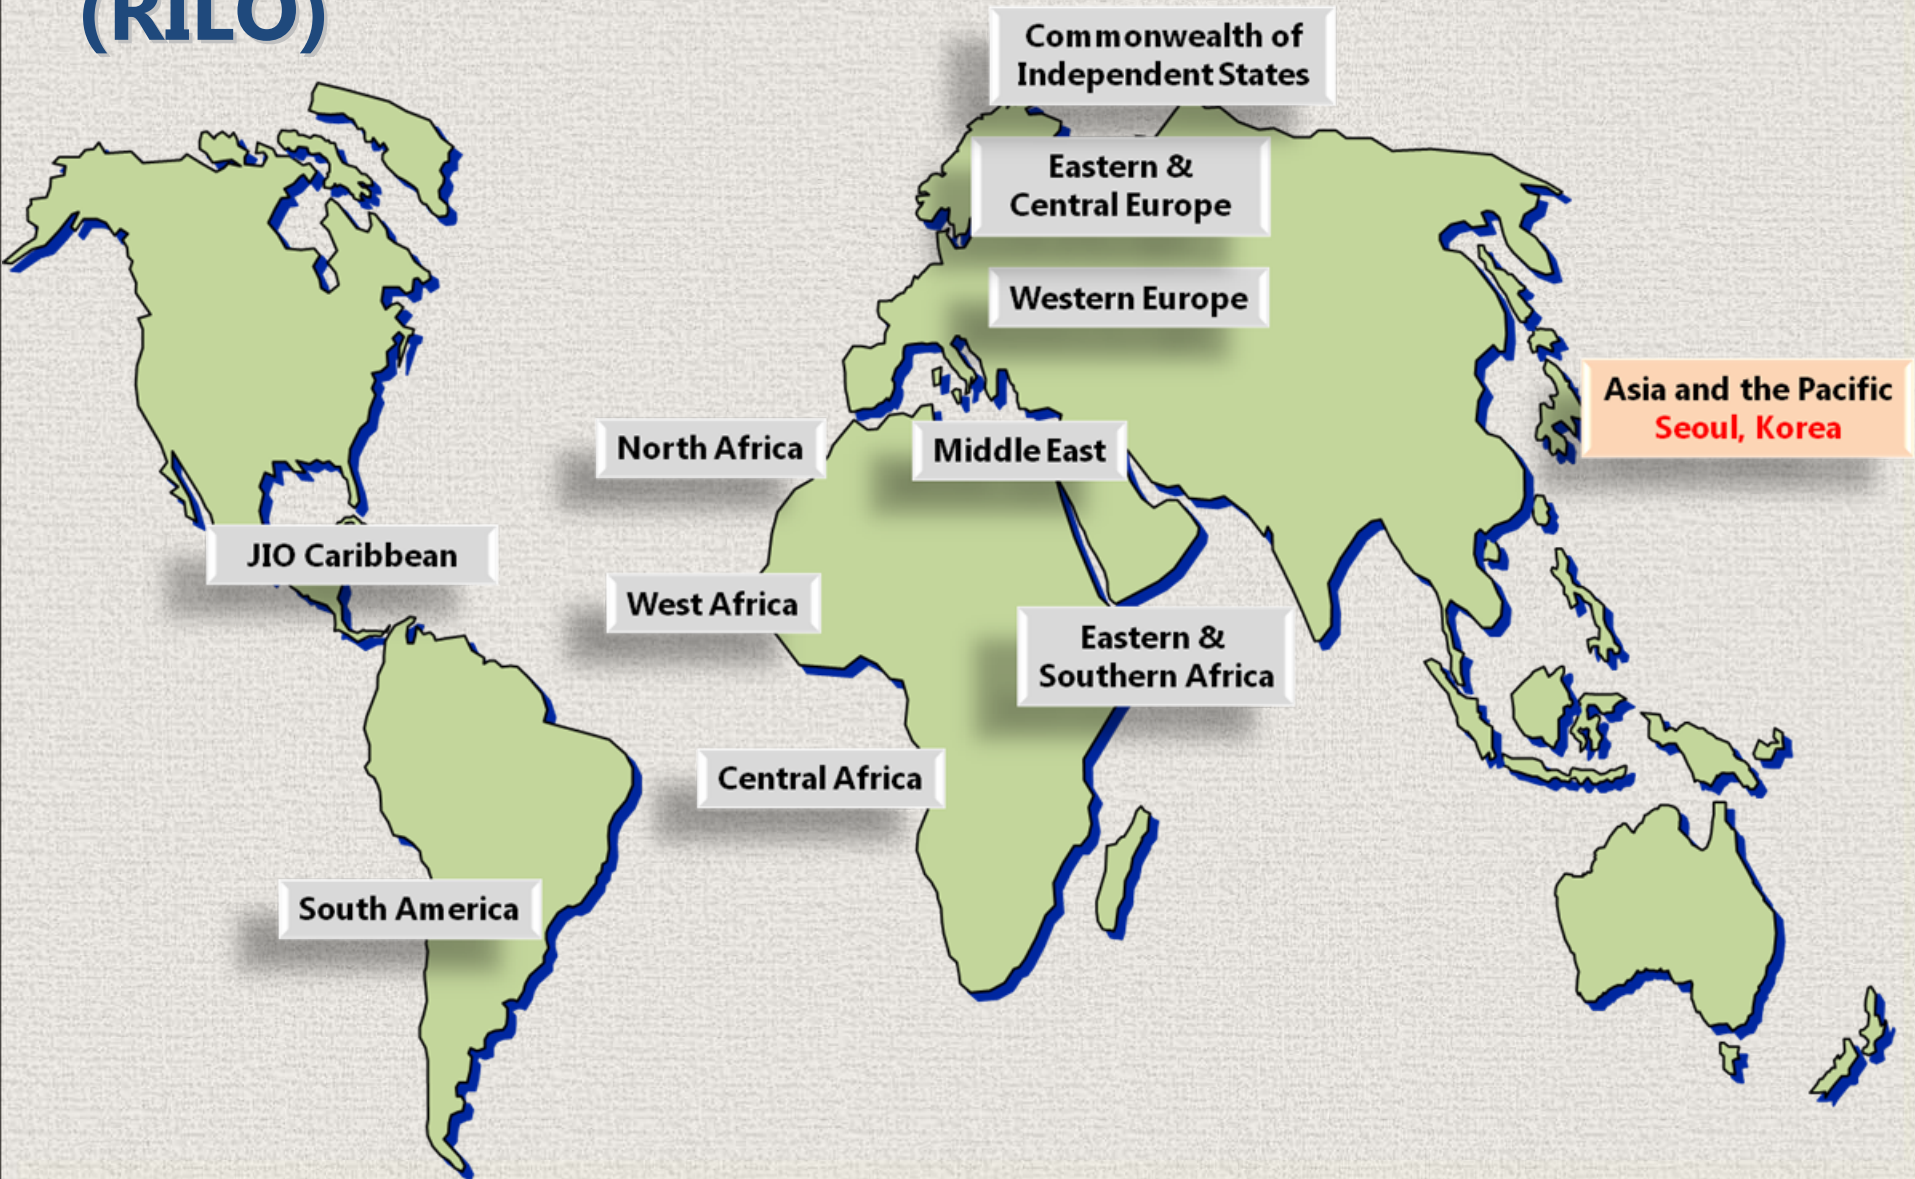 (RILO)
Commonwealth of
Independent States
Eastern &
Central Europe
Western Europe
Asia and the Pacific
Seoul, Korea
North Africa
Middle East
JIO Caribbean
West Africa
Eastern &
Southern Africa
Central Africa
South America